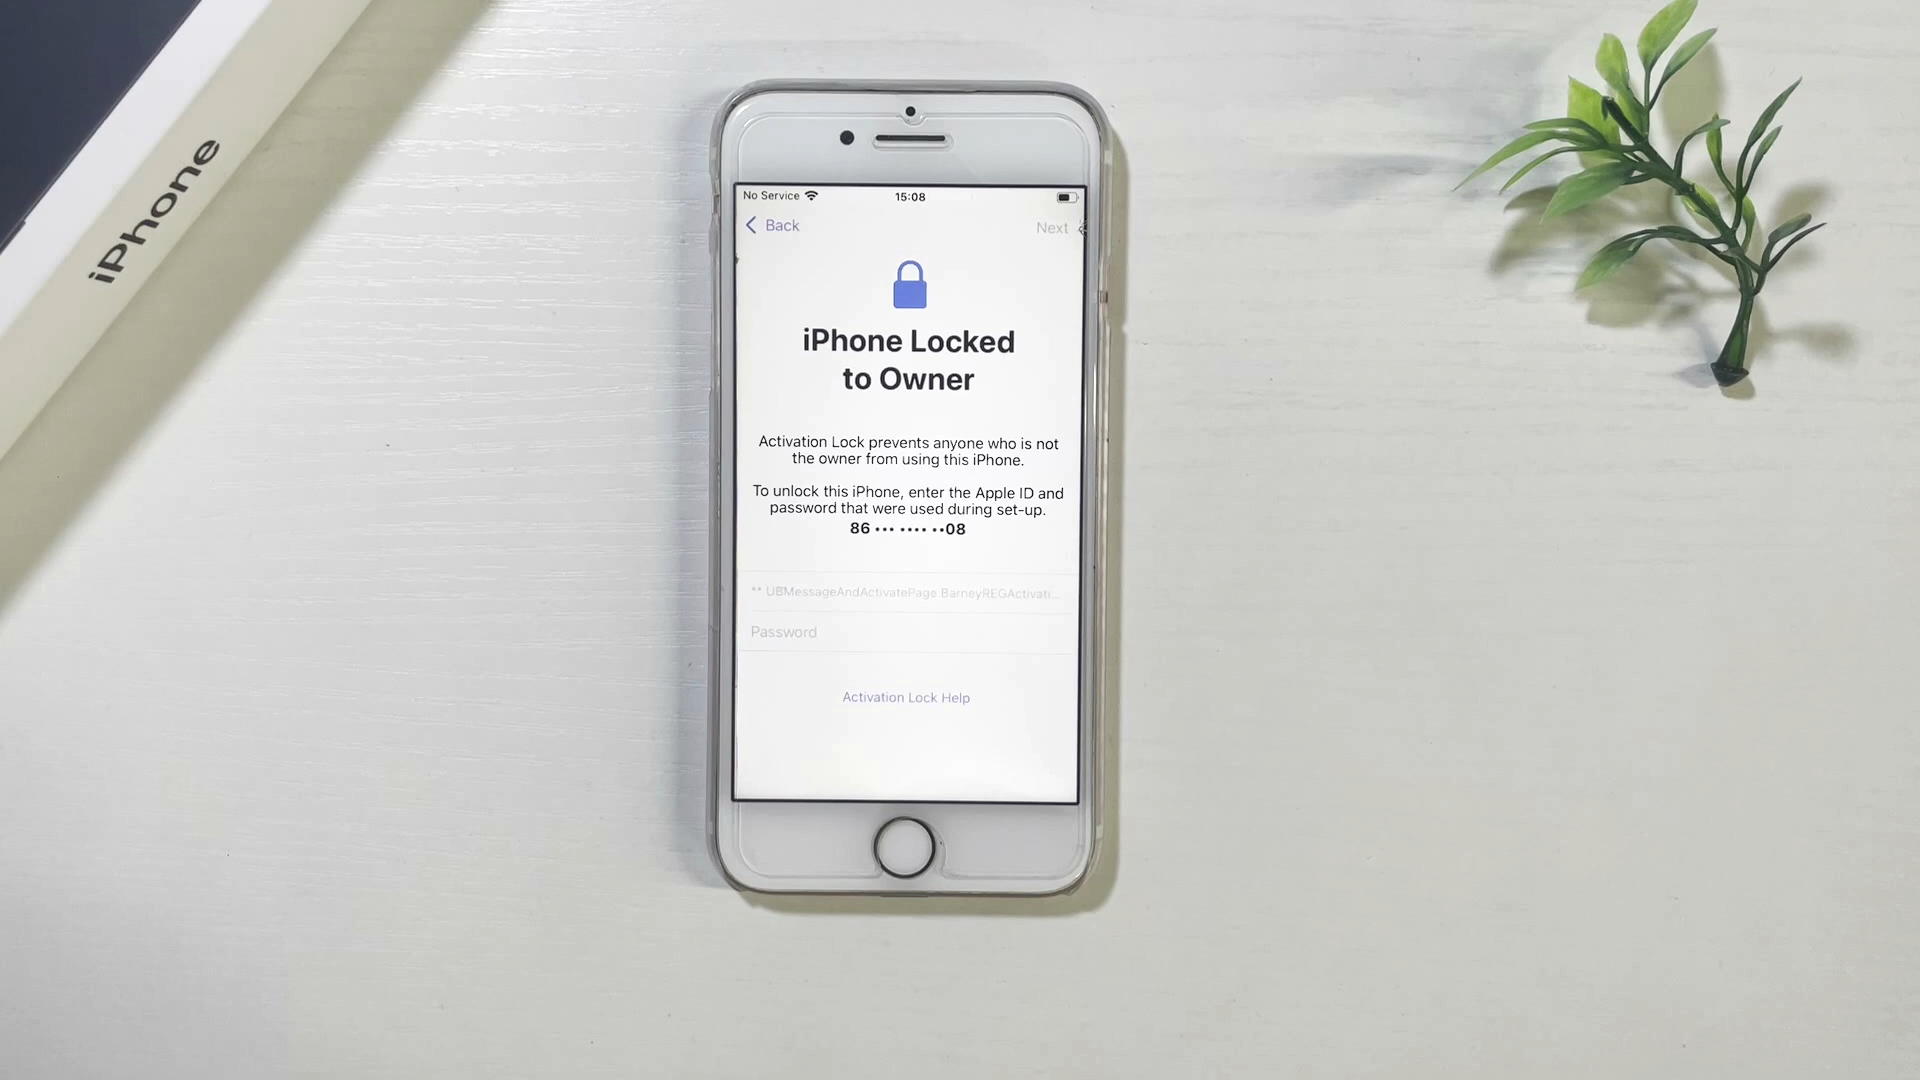 iPhone
No Service
15:08
Back
Next
iPhone Locked
to Owner
Activation Lock prevents anyone who is not
the owner from using this iPhone.
To unlock this iPhone, enter the Apple ID and
password that were used during set-up.
86 ••• •••• ••08
** UBMessageAndActivatePage.BarneyREGActivati...
Password
Activation Lock Help